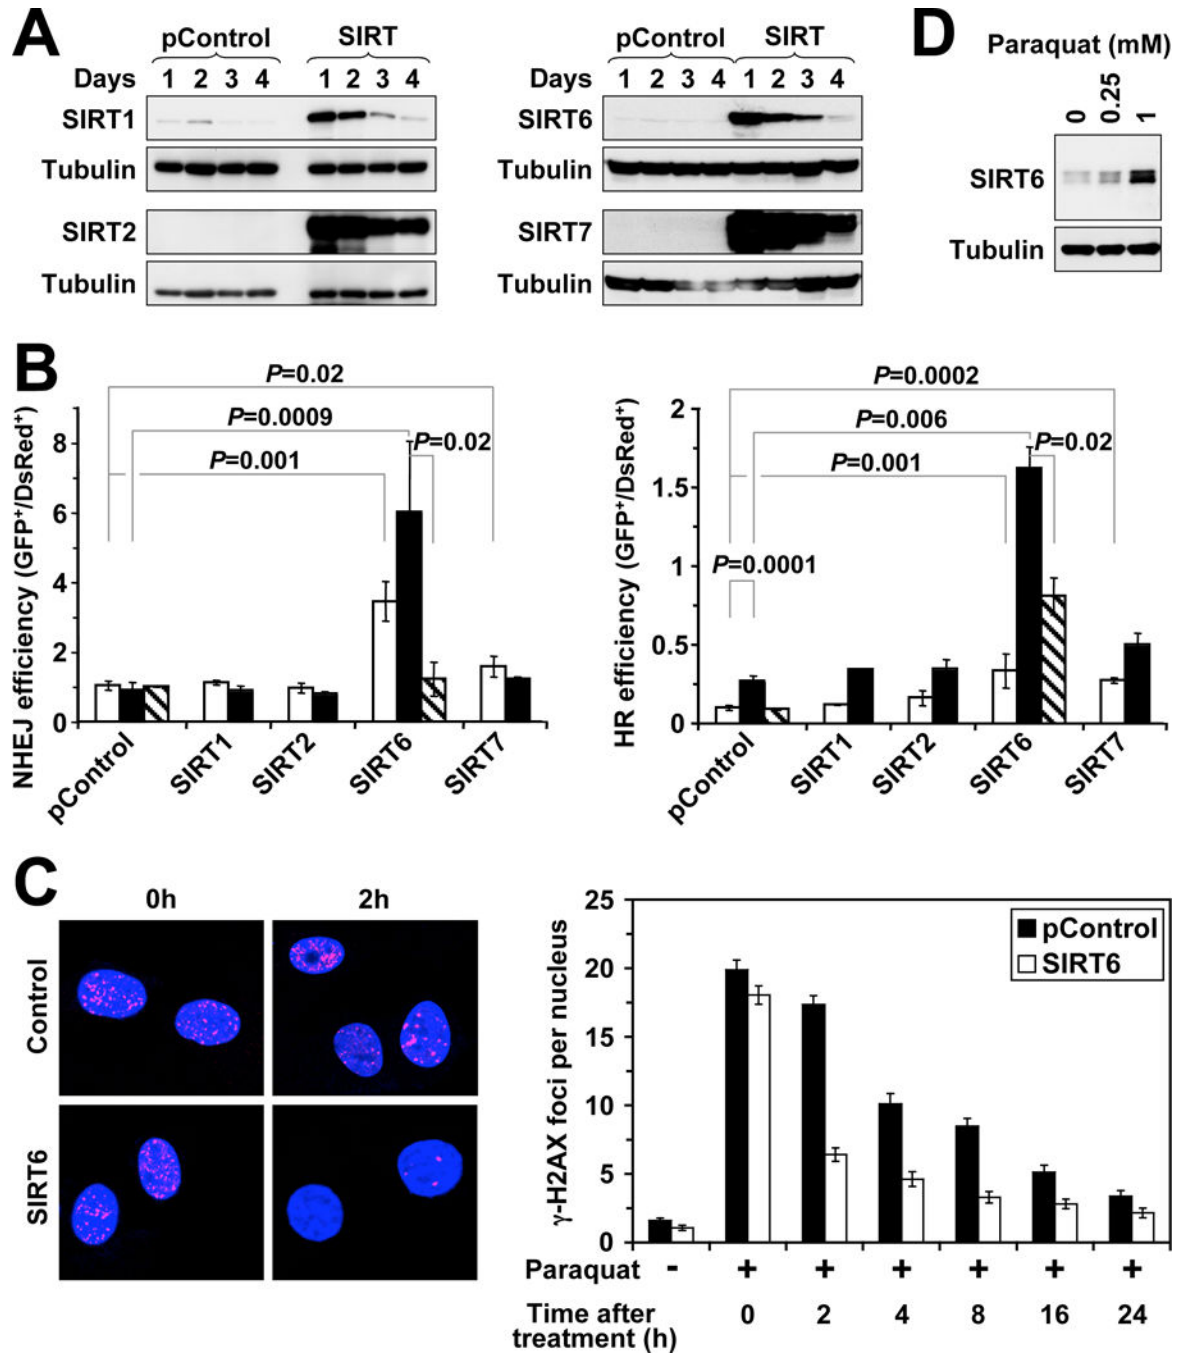 A
pControl SIRT
Days 1 2 3 4 1 2 3 4
SIRT1
Tubulin
SIRT2
Tubulin
pControl SIRT
Days 1 2 3 4 1 2 3 4
SIRT6
Tubulin
SIRT7
Tubulin
D
Paraquat (mM)
0 0.25 1
SIRT6
Tubulin
B
NHEJ efficiency (GFP⁺/DsRed⁺)
8
6
4
2
0
P=0.02
P=0.0009
P=0.02
P=0.001
pControl SIRT1 SIRT2 SIRT6 SIRT7
HR efficiency (GFP⁺/DsRed⁺)
2
1.5
1
0.5
0
P=0.0002
P=0.006
P=0.02
P=0.001
P=0.0001
pControl SIRT1 SIRT2 SIRT6 SIRT7
C
0h 2h
Control
SIRT6
γ-H2AX foci per nucleus
25
20
15
10
5
0
pControl
SIRT6
Paraquat - + + + + + +
Time after
treatment (h) 0 2 4 8 16 24